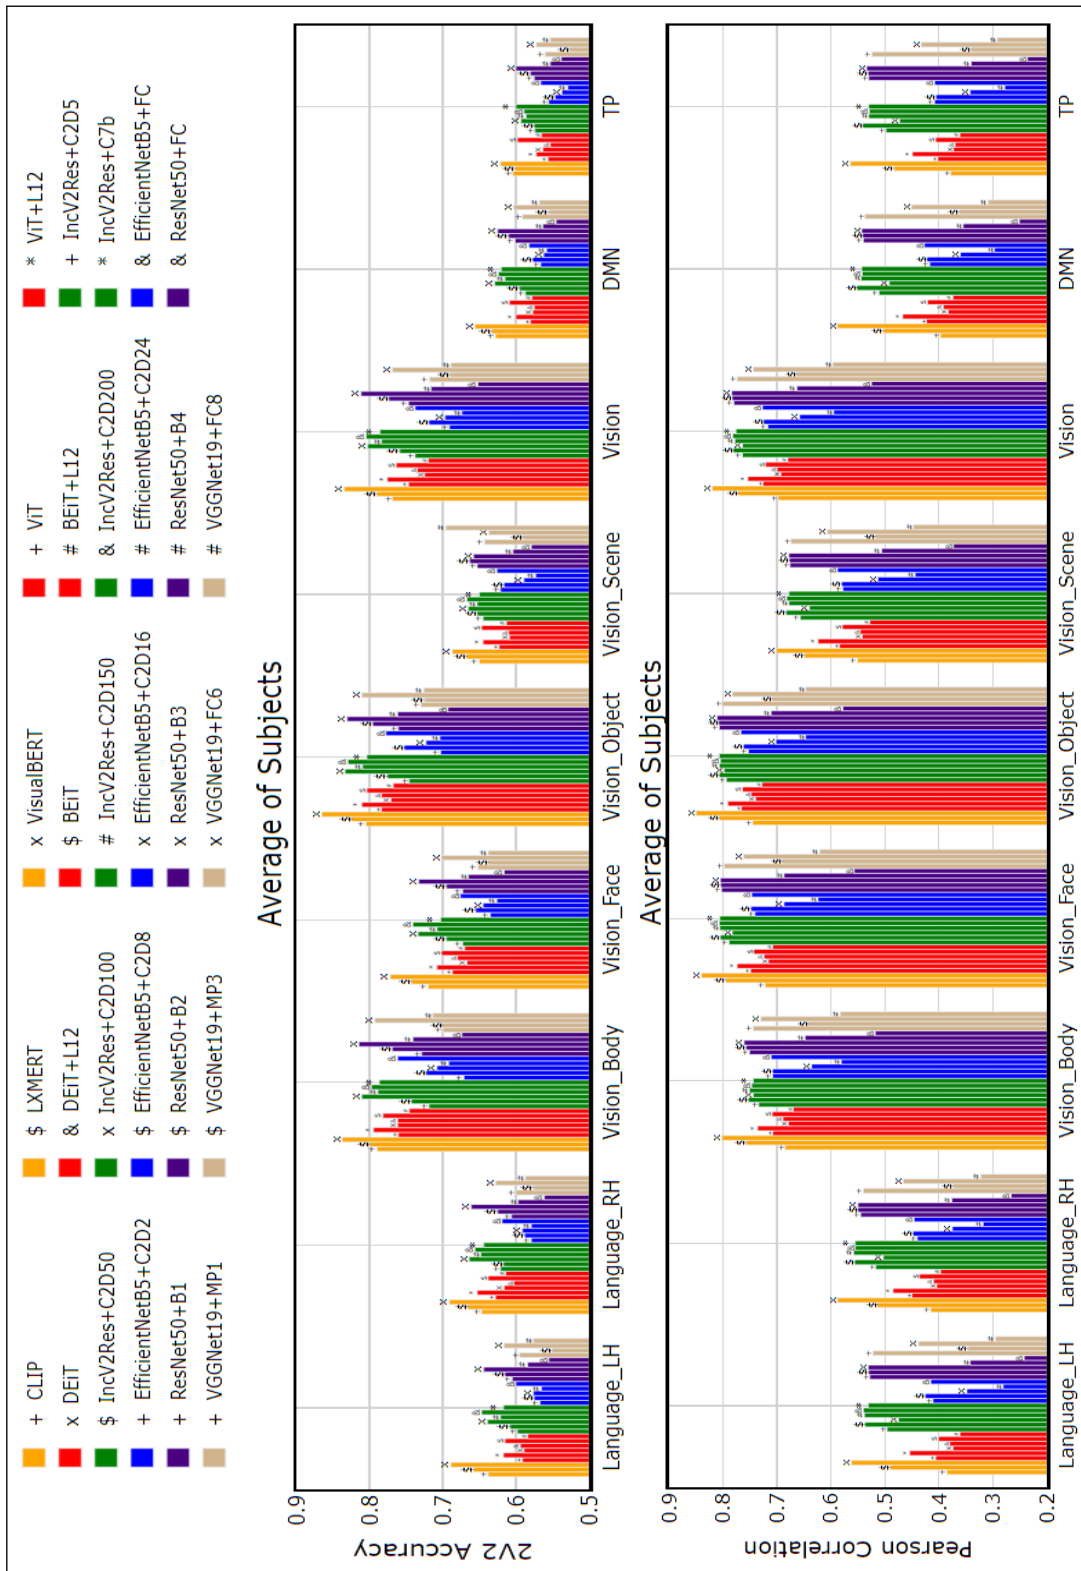 + CLIP $ LXMERT x VisualBERT + ViT * ViT+L12
x DEiT & DEiT+L12 $ BEiT # BEiT+L12 + IncV2Res+C2D5
$ IncV2Res+C2D50 x IncV2Res+C2D100 # IncV2Res+C2D150 & IncV2Res+C2D200 * IncV2Res+C7b
+ EfficientNetB5+C2D2 $ EfficientNetB5+C2D8 x EfficientNetB5+C2D16 # EfficientNetB5+C2D24 & EfficientNetB5+FC
+ ResNet50+B1 $ ResNet50+B2 x ResNet50+B3 # ResNet50+B4 & ResNet50+FC
+ VGGNet19+MP1 $ VGGNet19+MP3 x VGGNet19+FC6 # VGGNet19+FC8
Average of Subjects
2V2 Accuracy
0.9
0.8
0.7
0.6
0.5
Language_LH Language_RH Vision_Body Vision_Face Vision_Object Vision_Scene Vision DMN TP
Average of Subjects
Pearson Correlation
0.9
0.8
0.7
0.6
0.5
0.4
0.3
0.2
Language_LH Language_RH Vision_Body Vision_Face Vision_Object Vision_Scene Vision DMN TP